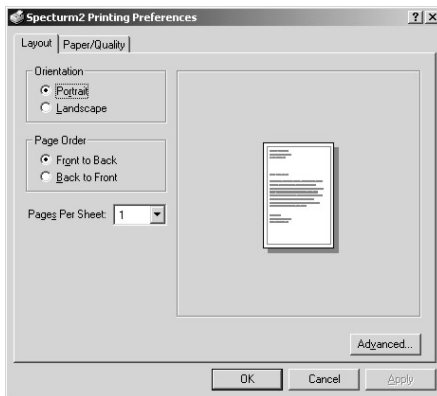 Specturm2 Printing Preferences
Layout Paper/Quality
Orientation
Portrait
Landscape
Page Order
Front to Back
Back to Front
Pages Per Sheet: 1
Advanced...
OK Cancel Apply